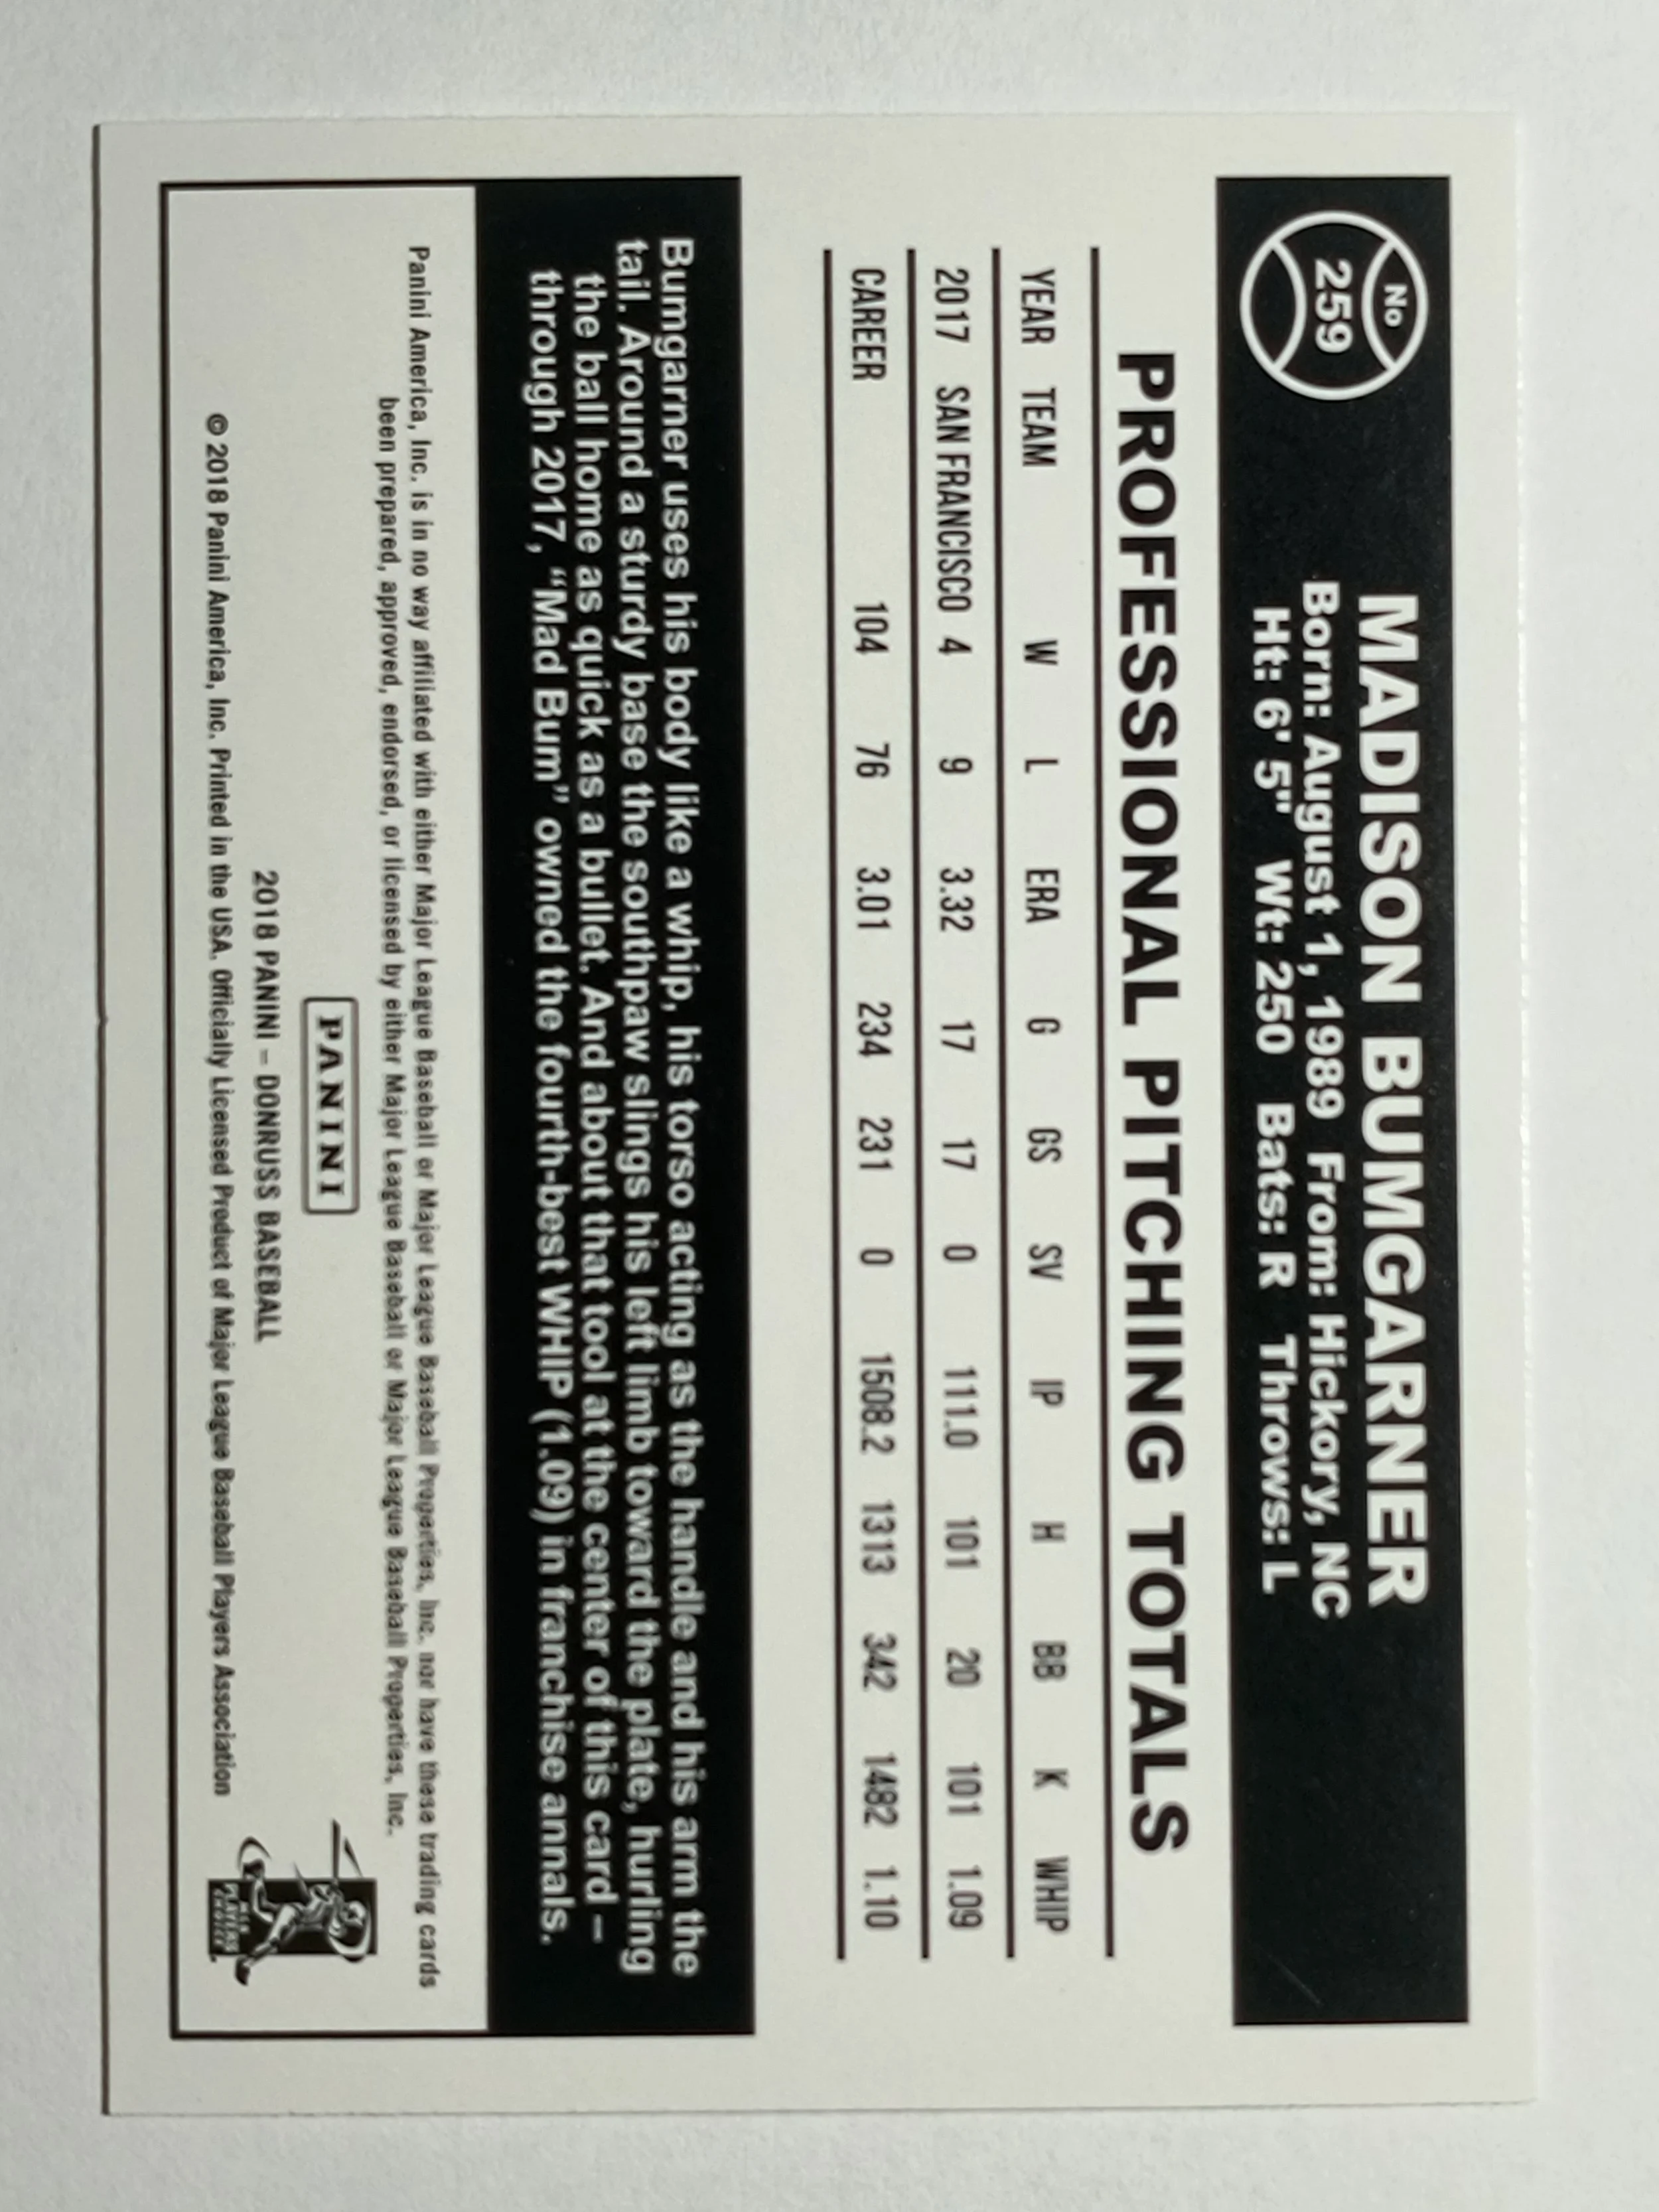 No
259
MADISON BUMGARNER
Born: August 1, 1989 From: Hickory, NC
Ht: 6' 5" Wt: 250 Bats: R Throws: L
PROFESSIONAL PITCHING TOTALS
YEAR TEAM W L ERA G GS SV IP H BB K WHIP
2017 SAN FRANCISCO 4 9 3.32 17 17 0 111.0 101 20 101 1.09
CAREER 104 76 3.01 234 231 0 1508.2 1313 342 1482 1.10
Bumgarner uses his body like a whip, his torso acting as the handle and his arm the
tail. Around a sturdy base the southpaw slings his left limb toward the plate, hurling
the ball home as quick as a bullet. And about that tool at the center of this card –
through 2017, “Mad Bum” owned the fourth-best WHIP (1.09) in franchise annals.
Panini America, Inc. is in no way affiliated with either Major League Baseball or Major League Baseball Properties, Inc. nor have these trading cards
been prepared, approved, endorsed, or licensed by either Major League Baseball or Major League Baseball Properties, Inc.
PANINI
2018 PANINI – DONRUSS BASEBALL
© 2018 Panini America, Inc. Printed in the USA. Officially Licensed Product of Major League Baseball Players Association